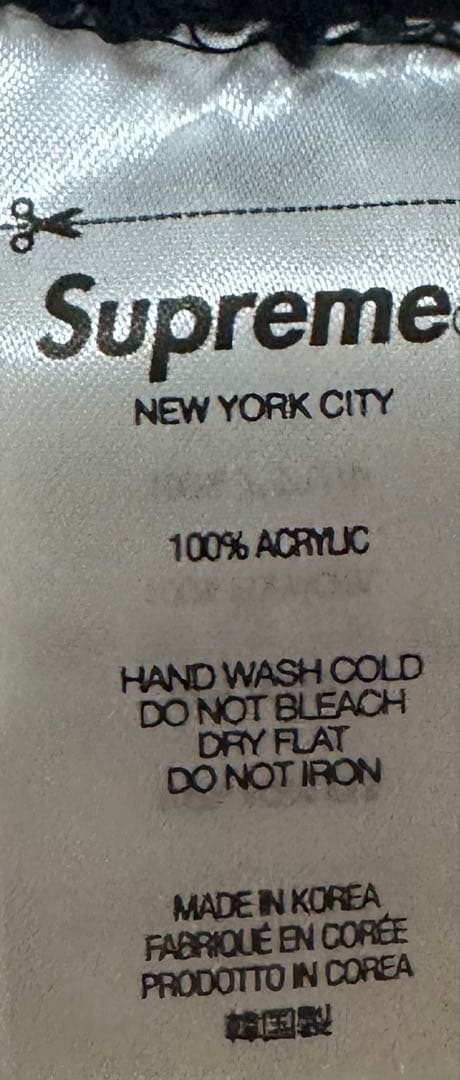 Supreme
NEW YORK CITY
100% ACRYLIC
HAND WASH COLD
DO NOT BLEACH
DRY FLAT
DO NOT IRON
MADE IN KOREA
FABRIQUÉ EN CORÉE
PRODOTTO IN COREA
韓国製